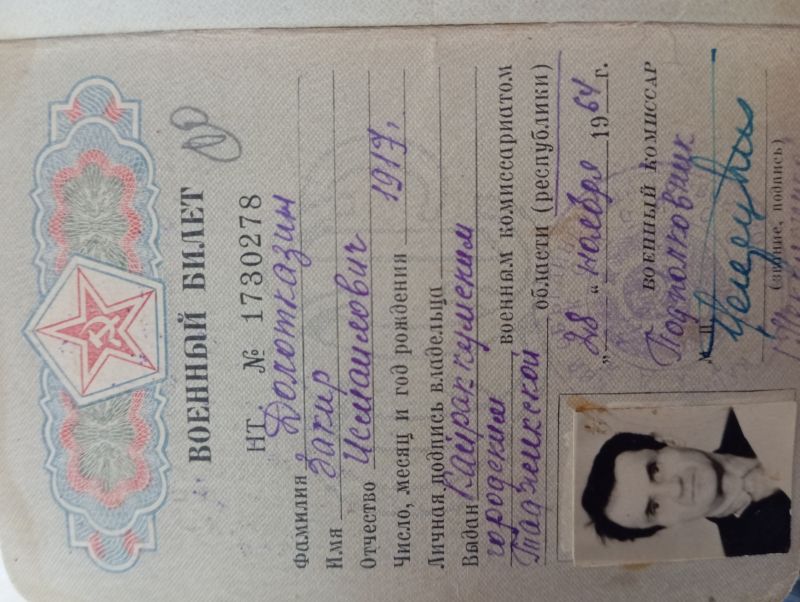 ВОЕННЫЙ БИЛЕТ
НТ № 1730278
Фамилия Долотказин
Имя Закир
Отчество Исмаилович
Число, месяц и год рождения 1917 г.
Личная подпись владельца
Выдан Кайраккумским
городским военным комиссариатом
Таджикской области (республики)
„28“ ноября 1964 г.
ВОЕННЫЙ КОМИССАР
Подполковник
(звание, подпись)